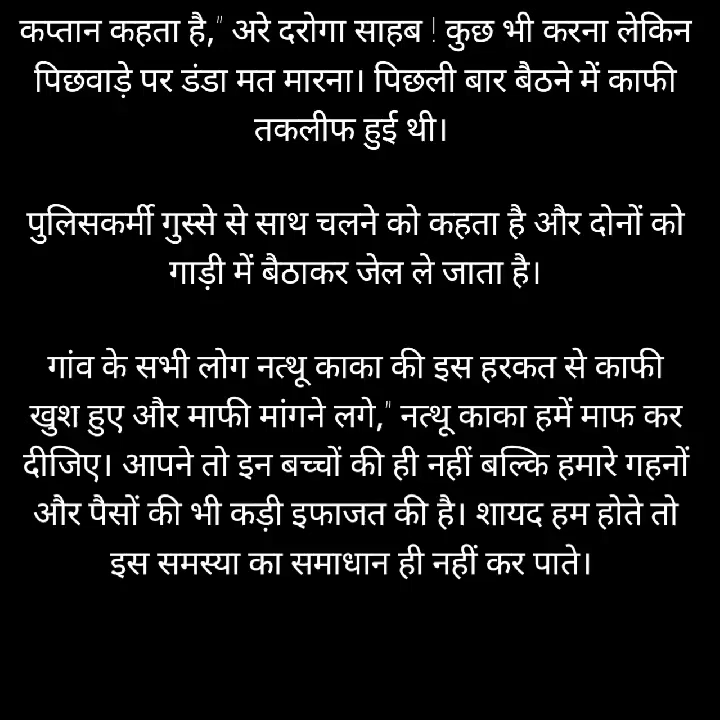 कप्तान कहता है," अरे दरोगा साहब ! कुछ भी करना लेकिन
पिछवाड़े पर डंडा मत मारना। पिछली बार बैठने में काफी
तकलीफ हुई थी।
पुलिसकर्मी गुस्से से साथ चलने को कहता है और दोनों को
गाड़ी में बैठाकर जेल ले जाता है।
गांव के सभी लोग नत्थू काका की इस हरकत से काफी
खुश हुए और माफी मांगने लगे," नत्थू काका हमें माफ कर
दीजिए। आपने तो इन बच्चों की ही नहीं बल्कि हमारे गहनों
और पैसों की भी कड़ी इफाजत की है। शायद हम होते तो
इस समस्या का समाधान ही नहीं कर पाते।